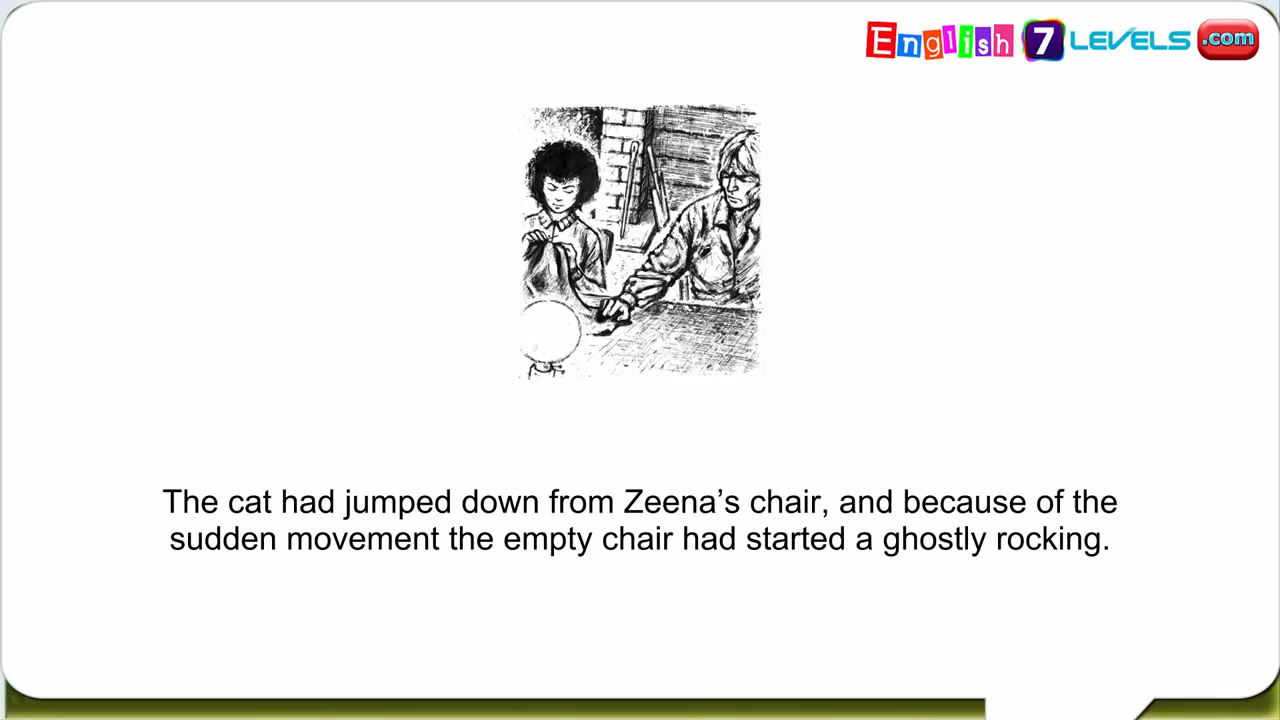 English 7 LEVELS .com
The cat had jumped down from Zeena’s chair, and because of the
sudden movement the empty chair had started a ghostly rocking.